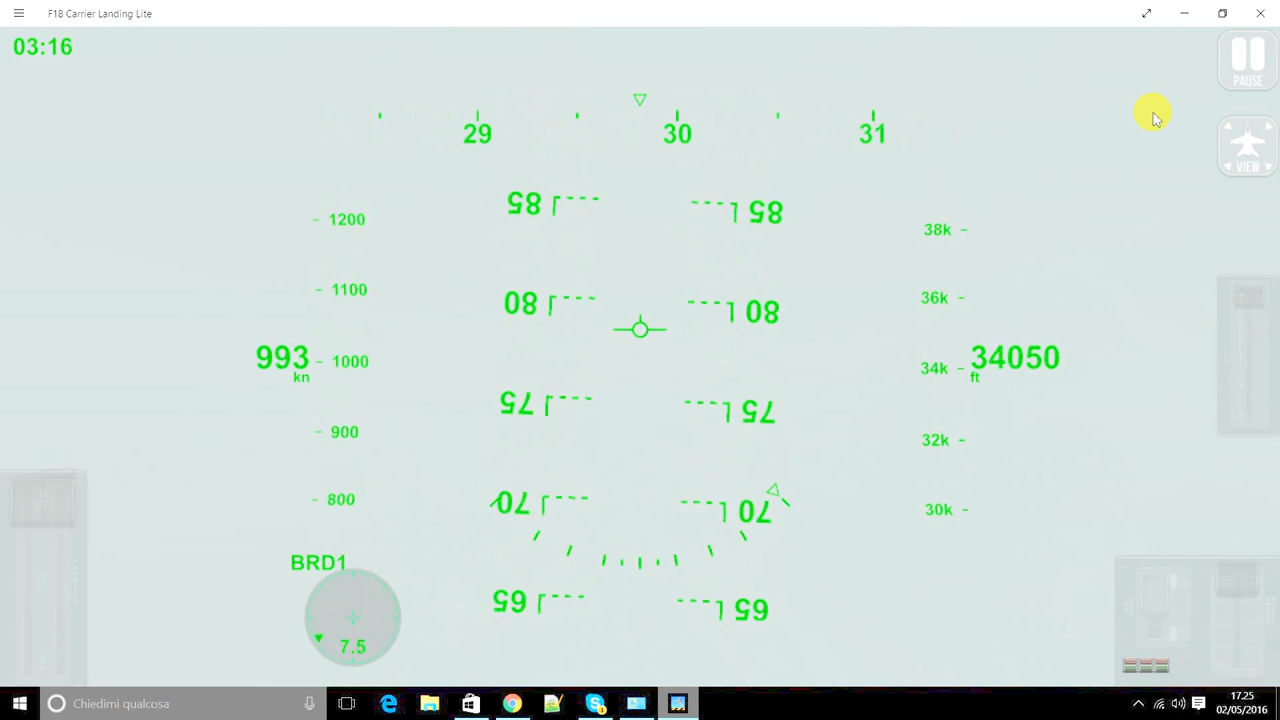 F18 Carrier Landing Lite
03:16
PAUSE
VIEW
29 30 31
85 85
80 80
75 75
70 70
65 65
1200
1100
993 1000
kn
900
800
38k
36k
34k 34050
ft
32k
30k
BRD1
7.5
Chiedimi qualcosa
17.25
02/05/2016